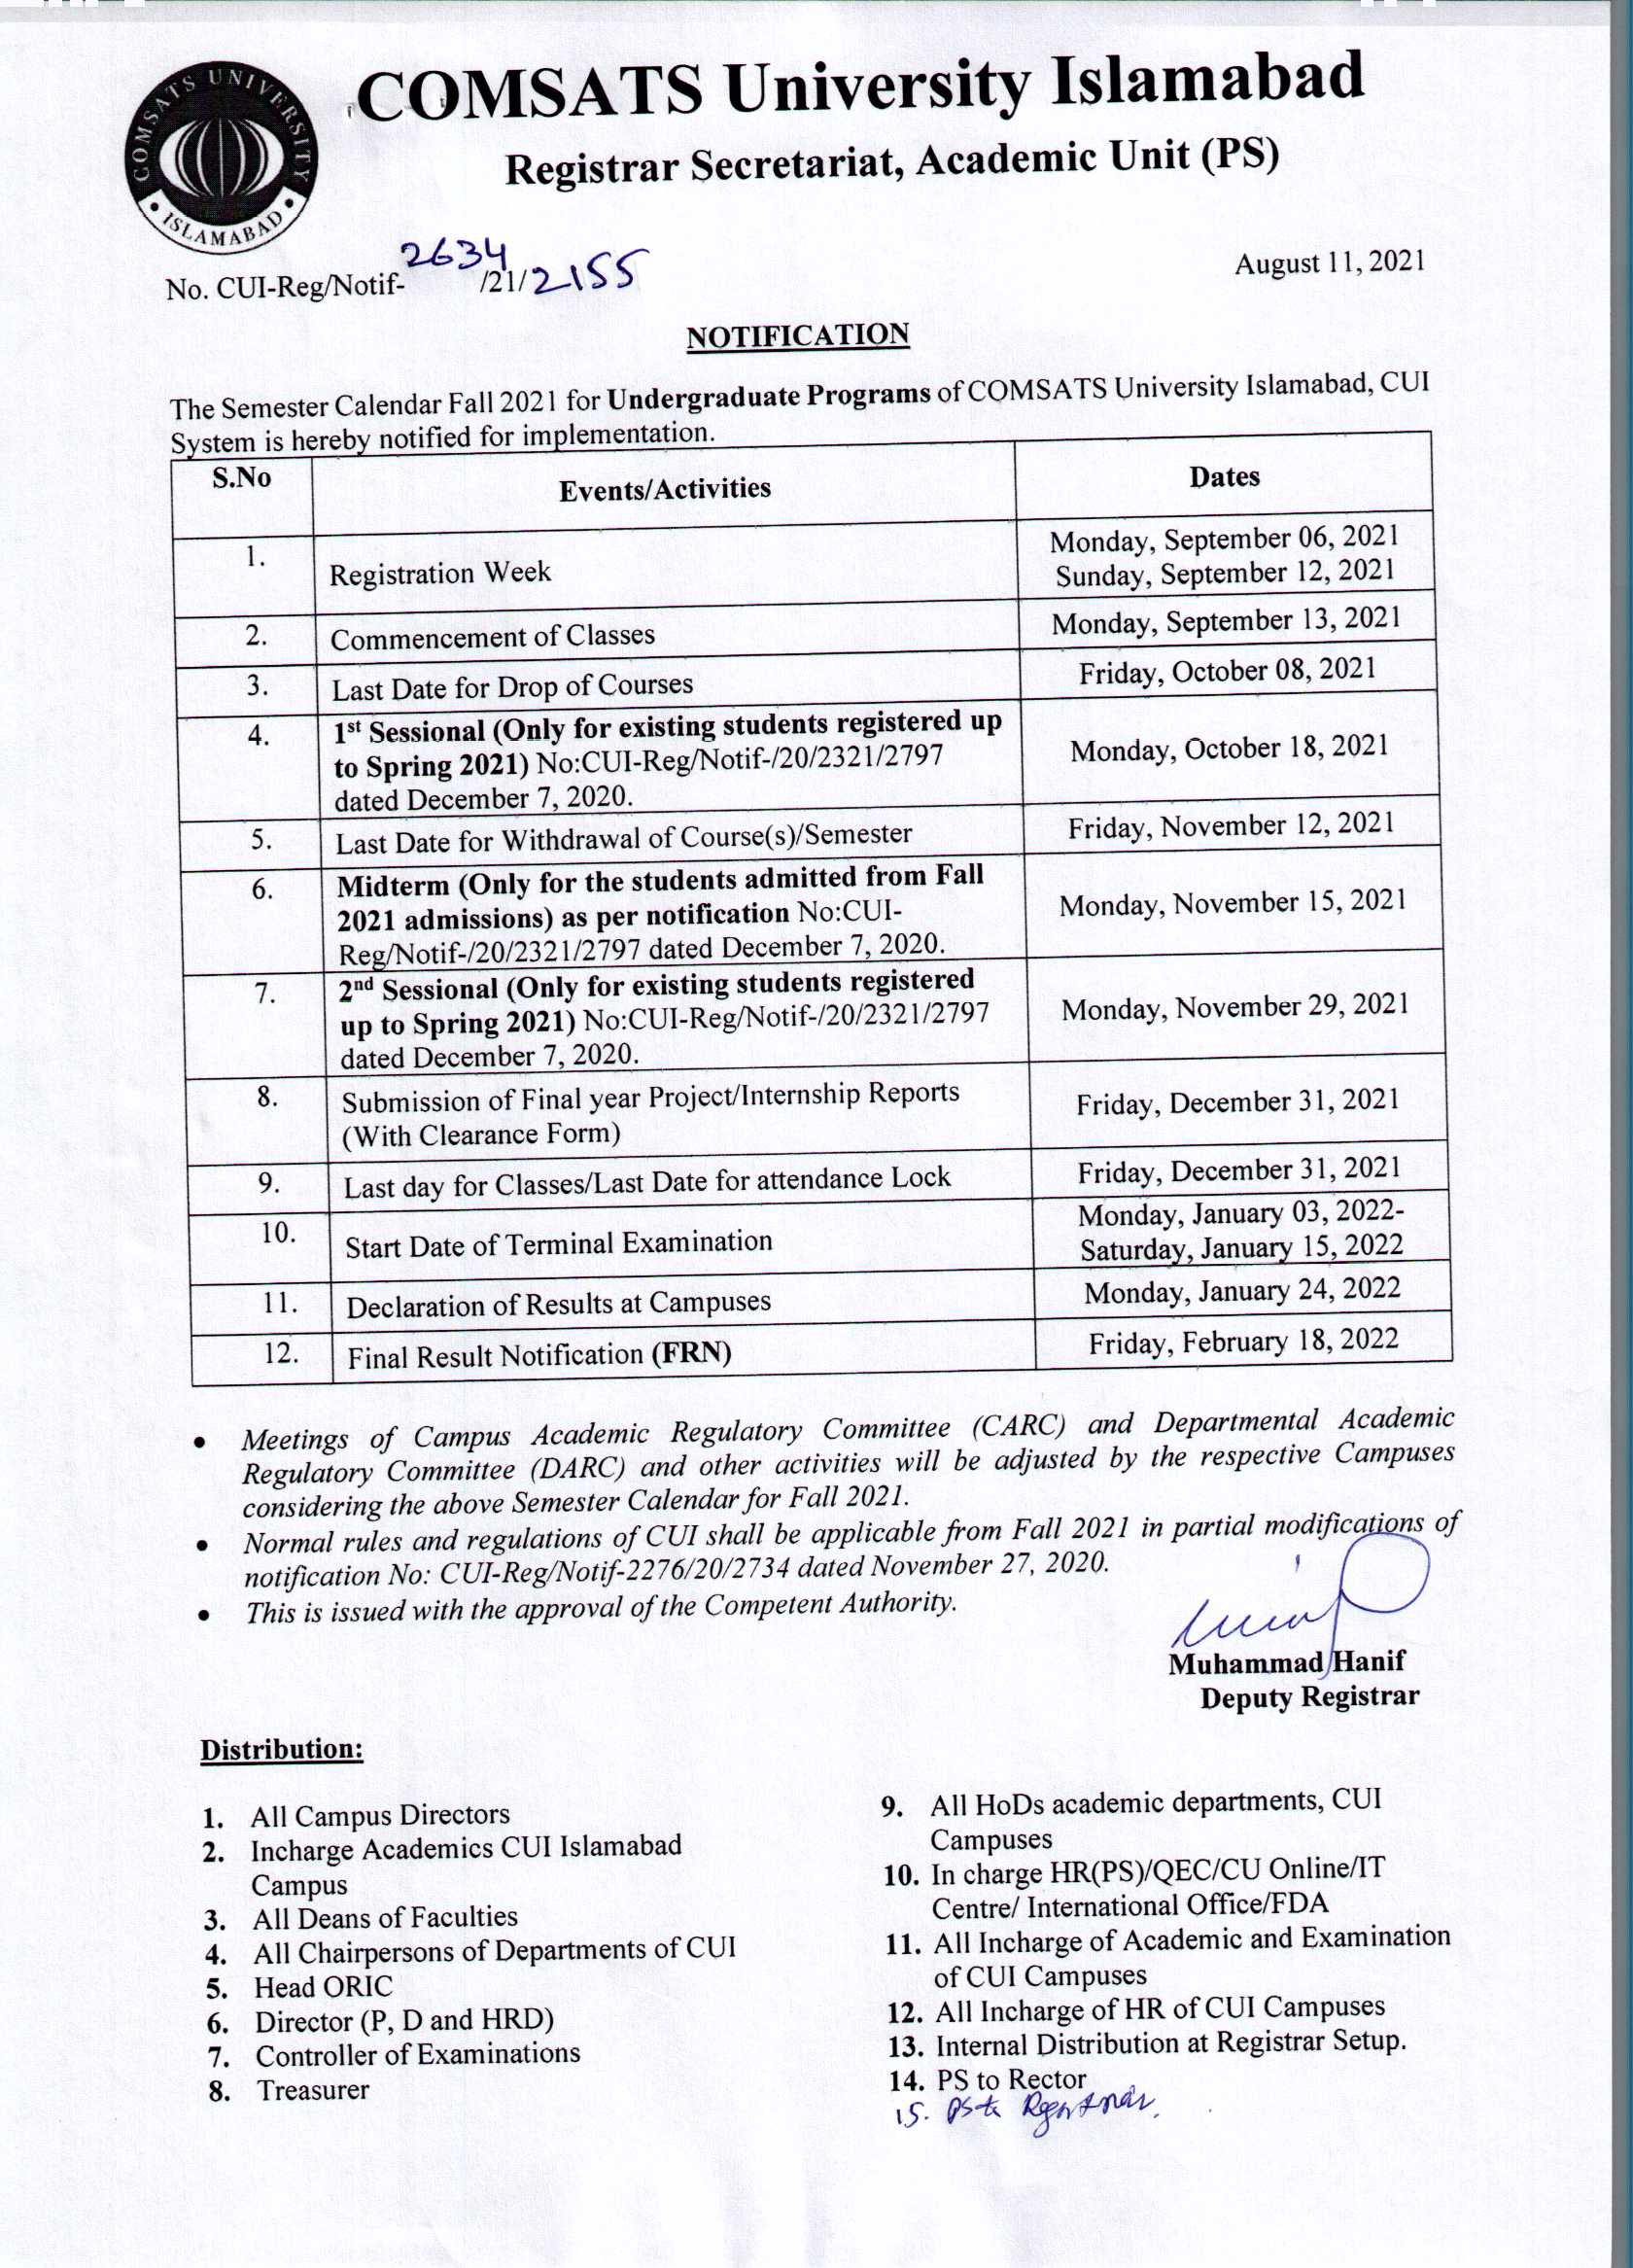 COMSATS UNIVERSITY
• ISLAMABAD •
COMSATS University Islamabad
Registrar Secretariat, Academic Unit (PS)
No. CUI-Reg/Notif-2634/21/2155
August 11, 2021
NOTIFICATION
The Semester Calendar Fall 2021 for Undergraduate Programs of COMSATS University Islamabad, CUI
System is hereby notified for implementation.
S.No Events/Activities Dates
1. Registration Week Monday, September 06, 2021
Sunday, September 12, 2021
2. Commencement of Classes Monday, September 13, 2021
3. Last Date for Drop of Courses Friday, October 08, 2021
4. 1st Sessional (Only for existing students registered up
to Spring 2021) No:CUI-Reg/Notif-/20/2321/2797 Monday, October 18, 2021
dated December 7, 2020.
5. Last Date for Withdrawal of Course(s)/Semester Friday, November 12, 2021
6. Midterm (Only for the students admitted from Fall
2021 admissions) as per notification No:CUI- Monday, November 15, 2021
Reg/Notif-/20/2321/2797 dated December 7, 2020.
7. 2nd Sessional (Only for existing students registered
up to Spring 2021) No:CUI-Reg/Notif-/20/2321/2797 Monday, November 29, 2021
dated December 7, 2020.
8. Submission of Final year Project/Internship Reports Friday, December 31, 2021
(With Clearance Form)
9. Last day for Classes/Last Date for attendance Lock Friday, December 31, 2021
10. Start Date of Terminal Examination Monday, January 03, 2022-
Saturday, January 15, 2022
11. Declaration of Results at Campuses Monday, January 24, 2022
12. Final Result Notification (FRN) Friday, February 18, 2022
• Meetings of Campus Academic Regulatory Committee (CARC) and Departmental Academic
Regulatory Committee (DARC) and other activities will be adjusted by the respective Campuses
considering the above Semester Calendar for Fall 2021.
• Normal rules and regulations of CUI shall be applicable from Fall 2021 in partial modifications of
notification No: CUI-Reg/Notif-2276/20/2734 dated November 27, 2020.
• This is issued with the approval of the Competent Authority.
Muhammad Hanif
Deputy Registrar
Distribution:
1. All Campus Directors
2. Incharge Academics CUI Islamabad
Campus
3. All Deans of Faculties
4. All Chairpersons of Departments of CUI
5. Head ORIC
6. Director (P, D and HRD)
7. Controller of Examinations
8. Treasurer
9. All HoDs academic departments, CUI
Campuses
10. In charge HR(PS)/QEC/CU Online/IT
Centre/ International Office/FDA
11. All Incharge of Academic and Examination
of CUI Campuses
12. All Incharge of HR of CUI Campuses
13. Internal Distribution at Registrar Setup.
14. PS to Rector
15. PS to Registrar.